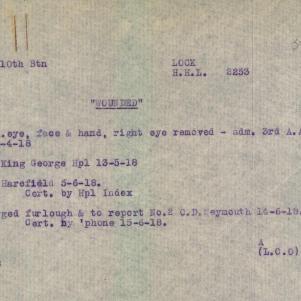 10th Btn LOCK
H.H.L. 2253
"WOUNDED"
.eye, face & hand, right eye removed - adm. 3rd A.
-4-18
King George Hpl 13-5-18
Harefield 5-6-18.
Cert. by Hpl Index
ged furlough & to report No.2 C.D. Weymouth 14-6-18.
Cert. by 'phone 15-6-18.
A
(L.C.O)